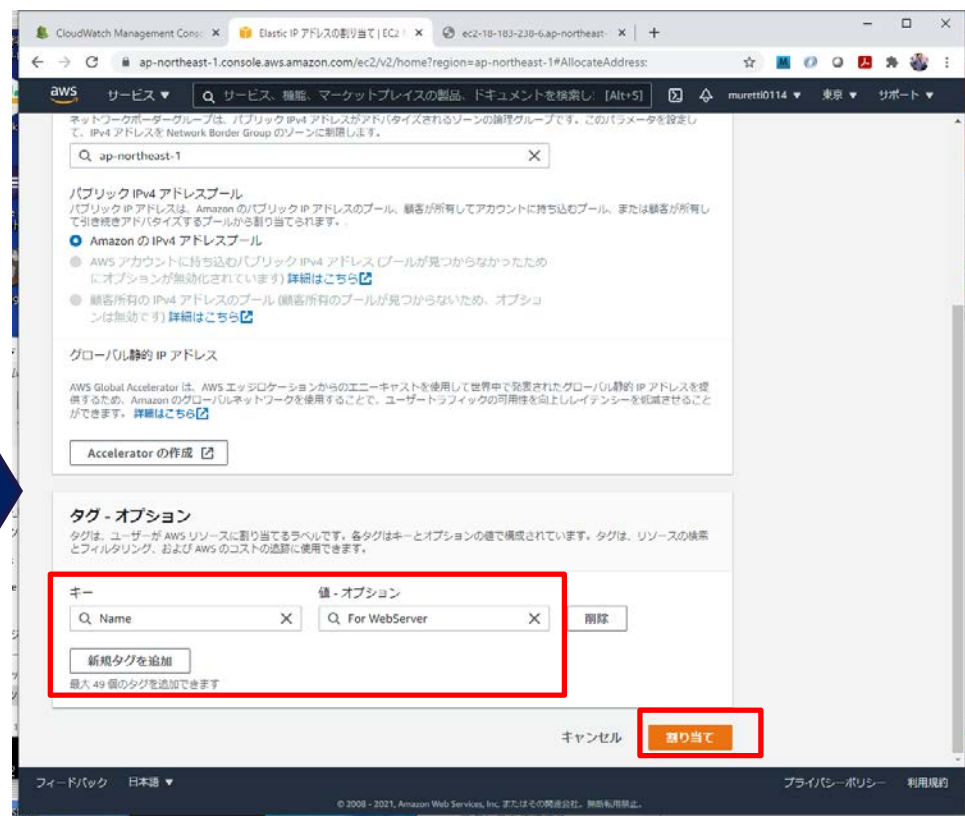 CloudWatch Management Cons
Elastic IP アドレスの割り当て | EC2
ec2-18-183-238-6.ap-northeast-
ap-northeast-1.console.aws.amazon.com/ec2/v2/home?region=ap-northeast-1#AllocateAddress:
aws サービス ▼ サービス、機能、マーケットプレイスの製品、ドキュメントを検索し [Alt+S] muretti0114 ▼ 東京 ▼ サポート ▼
ネットワークボーダーグループは、パブリック IPv4 アドレスがアドバタイズされるゾーンの論理グループです。このパラメータを設定し
て、IPv4 アドレスを Network Border Group のゾーンに制限します。
ap-northeast-1
パブリック IPv4 アドレスプール
パブリック IP アドレスは、Amazon のパブリック IP アドレスのプール、顧客が所有してアカウントに持ち込むプール、または顧客が所有し
て引き続きアドバタイズするプールから割り当てられます。.
Amazon の IPv4 アドレスプール
AWS アカウントに持ち込むパブリック IPv4 アドレス (プールが見つからなかったため
にオプションが無効化されています) 詳細はこちら
顧客所有の IPv4 アドレスのプール (顧客所有のプールが見つからないため、オプショ
ンは無効です) 詳細はこちら
グローバル静的 IP アドレス
AWS Global Accelerator は、AWS エッジロケーションからのエニーキャストを使用して世界中で発表されたグローバル静的 IP アドレスを提
供するため、Amazon のグローバルネットワークを使用することで、ユーザートラフィックの可用性を向上しレイテンシーを低減させること
ができます。 詳細はこちら
Accelerator の作成
タグ - オプション
タグは、ユーザーが AWS リソースに割り当てるラベルです。各タグはキーとオプションの値で構成されています。タグは、リソースの検索
とフィルタリング、および AWS のコストの追跡に使用できます。
キー 値 - オプション
Name For WebServer 削除
新規タグを追加
最大 49 個のタグを追加できます
キャンセル 割り当て
フィードバック 日本語 ▼ プライバシーポリシー 利用規約
© 2008 - 2021, Amazon Web Services, Inc. またはその関連会社。無断転用禁止。